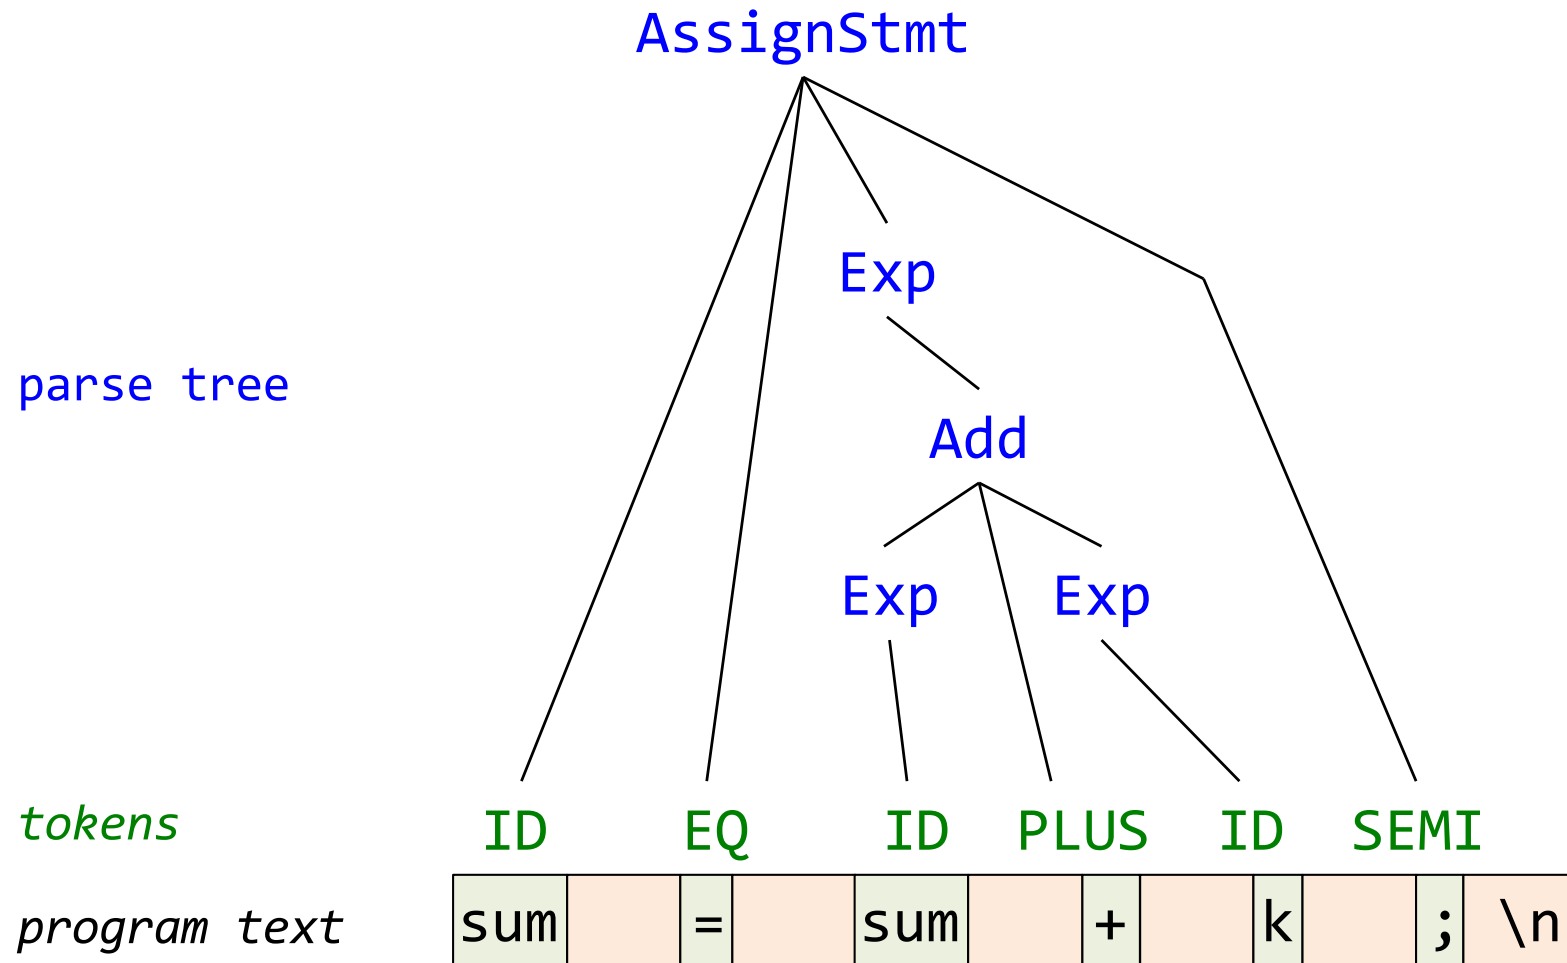 AssignStmt
Exp
parse tree
Add
Exp Exp
tokens ID EQ ID PLUS ID SEMI
program text sum = sum + k ; \n